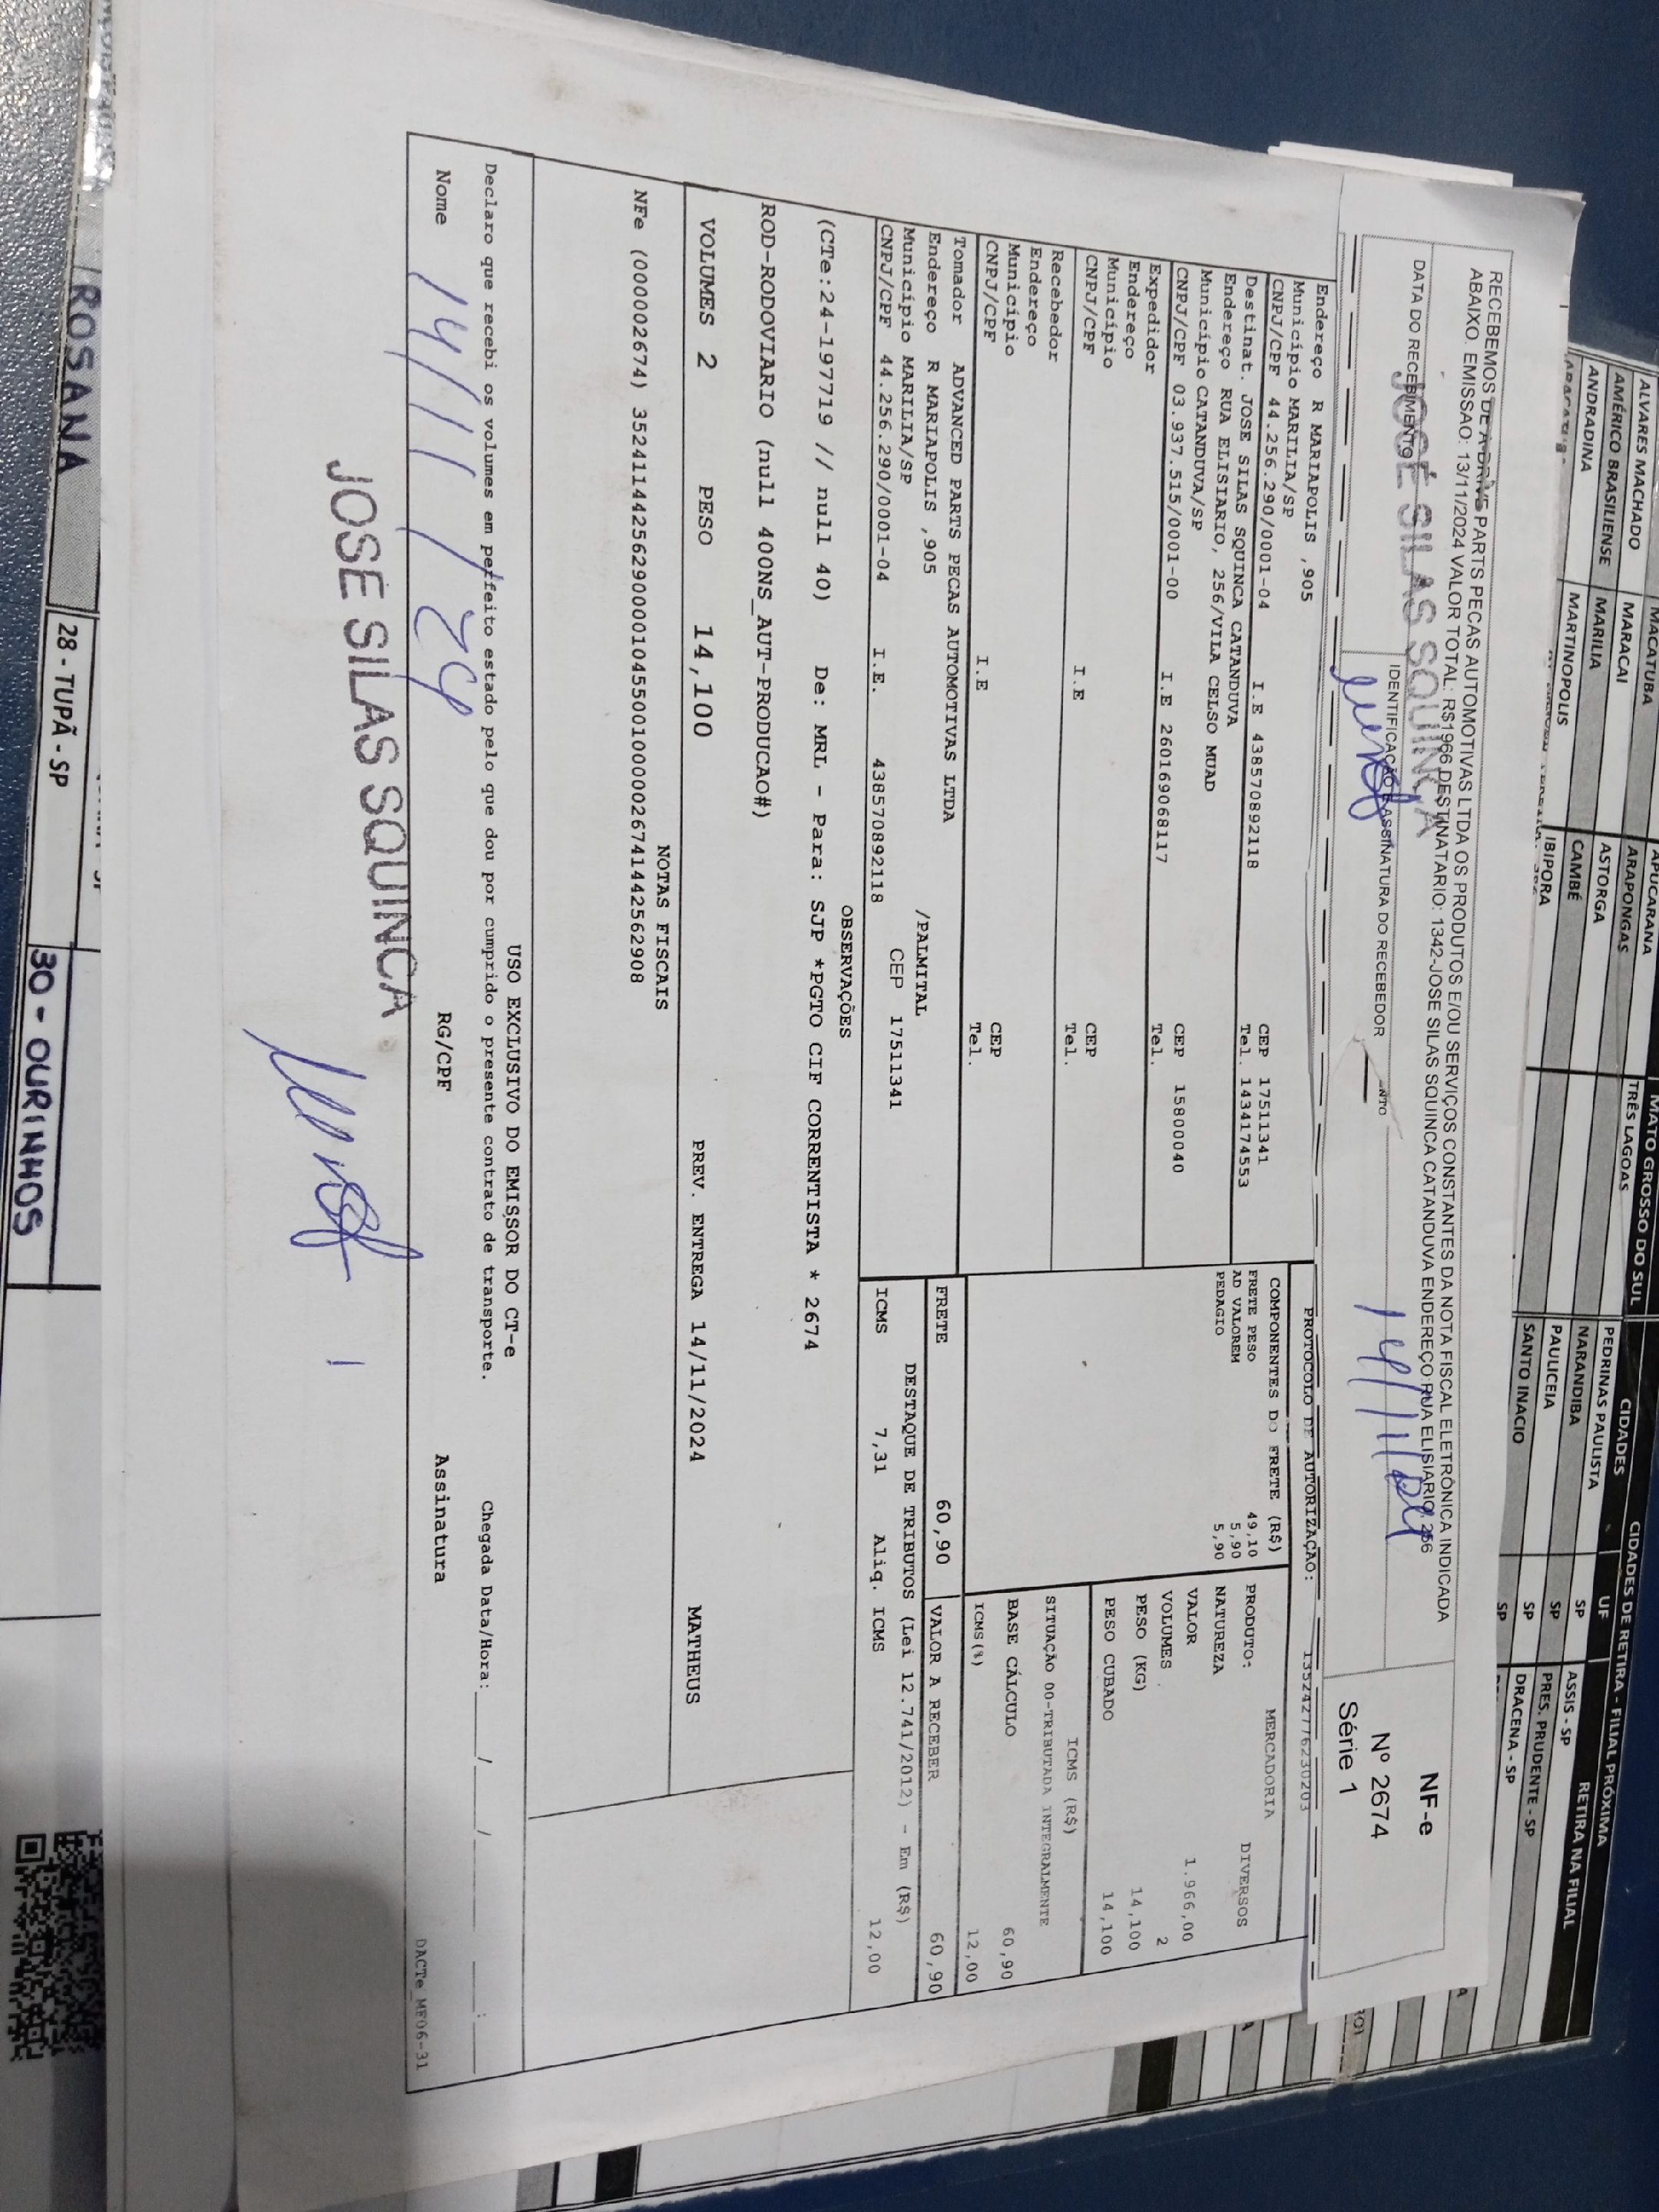 RECEBEMOS DE ADRIVE PARTS PECAS AUTOMOTIVAS LTDA OS PRODUTOS E/OU SERVIÇOS CONSTANTES DA NOTA FISCAL ELETRÔNICA INDICADA
ABAIXO. EMISSAO: 13/11/2024 VALOR TOTAL: R$1966 DESTINATARIO: 1342-JOSE SILAS SQUINCA CATANDUVA ENDEREÇO:RUA ELISIARIO, 256
NF-e
Nº 2674
Série 1
DATA DO RECEBIMENTO
IDENTIFICAÇÃO E ASSINATURA DO RECEBEDOR
JOSÉ SILAS SQUINCA
14/11/24
PROTOCOLO DE AUTORIZAÇÃO: 135242776230203
Endereço R MARIAPOLIS ,905
Município MARILIA/SP CEP 17511341
CNPJ/CPF 44.256.290/0001-04 I.E 438570892118 Tel. 1434174553
Destinat. JOSE SILAS SQUINCA CATANDUVA
Endereço RUA ELISIARIO, 256/VILA CELSO MUAD
Município CATANDUVA/SP CEP 15800040
CNPJ/CPF 03.937.515/0001-00 I.E 260169068117 Tel.
Expedidor
Endereço
Município CEP
CNPJ/CPF I.E Tel.
Recebedor
Endereço
Município CEP
CNPJ/CPF I.E Tel.
Tomador ADVANCED PARTS PECAS AUTOMOTIVAS LTDA
Endereço R MARIAPOLIS ,905 /PALMITAL
Município MARILIA/SP CEP 17511341
CNPJ/CPF 44.256.290/0001-04 I.E. 438570892118
COMPONENTES DO FRETE (R$)
FRETE PESO 49,10
AD VALOREM 5,90
PEDAGIO 5,90
MERCADORIA
PRODUTO: DIVERSOS
NATUREZA
VALOR 1.966,00
VOLUMES 2
PESO (KG) 14,100
PESO CUBADO 14,100
ICMS (R$)
SITUAÇÃO 00-TRIBUTADA INTEGRALMENTE
BASE CÁLCULO 60,90
ICMS(%) 12,00
FRETE 60,90 VALOR A RECEBER 60,90
DESTAQUE DE TRIBUTOS (Lei 12.741/2012) - Em (R$)
ICMS 7,31 Aliq. ICMS 12,00
OBSERVAÇÕES
(CTe:24-197719 // null 40) De: MRL - Para: SJP *PGTO CIF CORRENTISTA * 2674
ROD-RODOVIARIO (null 400NS_AUT-PRODUCAO#)
VOLUMES 2 PESO 14,100 PREV. ENTREGA 14/11/2024 MATHEUS
NOTAS FISCAIS
NFe (000002674) 35241144256290000104550010000026741442562908
USO EXCLUSIVO DO EMISSOR DO CT-e
Declaro que recebi os volumes em perfeito estado pelo que dou por cumprido o presente contrato de transporte. Chegada Data/Hora:____/____/____ ____:____
Nome RG/CPF Assinatura
14/11/24
JOSÉ SILAS SQUINCA
DACTe_MF06-31
MATO GROSSO DO SUL
TRÊS LAGOAS
CIDADES DE RETIRA - FILIAL PRÓXIMA
CIDADES UF RETIRA NA FILIAL
PEDRINAS PAULISTA SP ASSIS - SP
NARANDIBA SP PRES. PRUDENTE - SP
PAULICEIA SP DRACENA - SP
SANTO INACIO
ALVARES MACHADO
AMÉRICO BRASILIENSE
ANDRADINA
MACATUBA
MARACAI
MARILIA
MARTINOPOLIS
APUCARANA
ARAPONGAS
ASTORGA
CAMBÉ
IBIPORA
ROSANA
28 - TUPÃ - SP
30 - OURINHOS